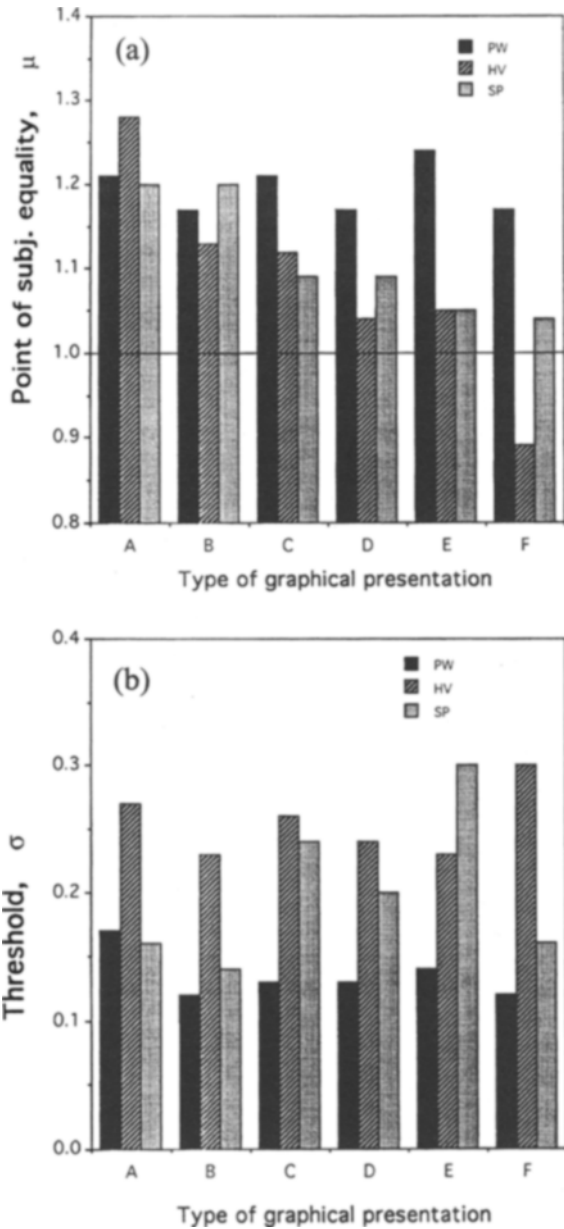 1.4
(a)
PW
HV
SP
1.3
1.2
1.1
1.0
0.9
0.8
Point of subj. equality, μ
A B C D E F
Type of graphical presentation
0.4
(b)
PW
HV
SP
0.3
0.2
0.1
0.0
Threshold, σ
A B C D E F
Type of graphical presentation